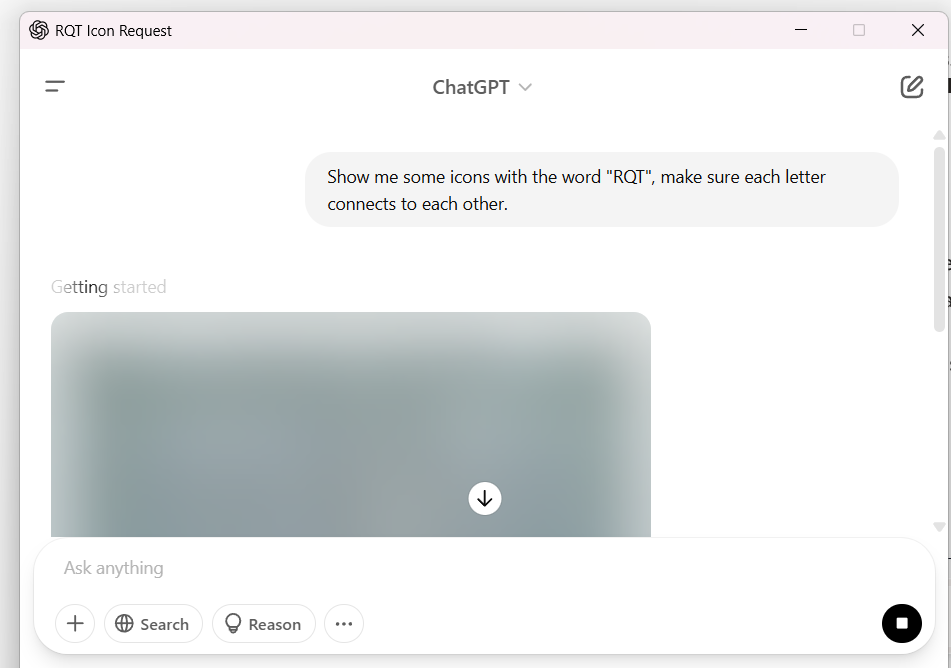 RQT Icon Request
ChatGPT
Show me some icons with the word "RQT", make sure each letter
connects to each other.
Getting started
Ask anything
Search
Reason